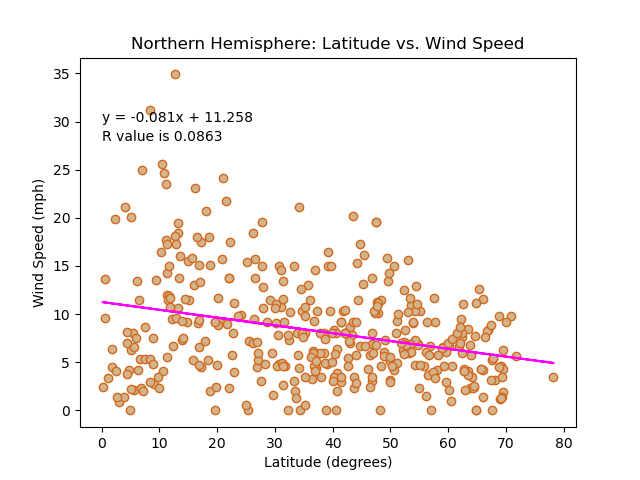 Northern Hemisphere: Latitude vs. Wind Speed
35
30
25
20
15
10
5
0
Wind Speed (mph)
y = -0.081x + 11.258
R value is 0.0863
0 10 20 30 40 50 60 70 80
Latitude (degrees)